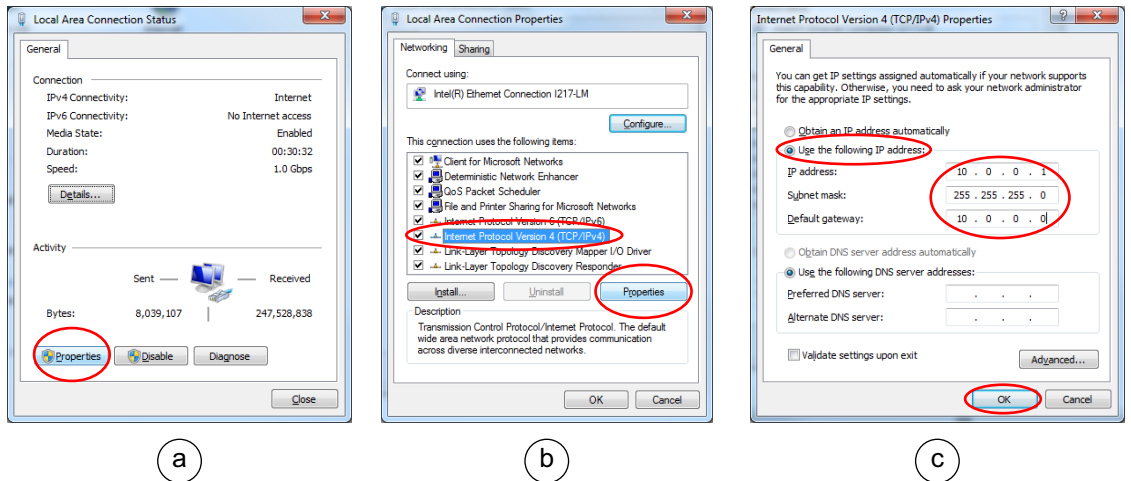 Local Area Connection Status
General
Connection
IPv4 Connectivity: Internet
IPv6 Connectivity: No Internet access
Media State: Enabled
Duration: 00:30:32
Speed: 1.0 Gbps
Details...
Activity
Sent — Received
Bytes: 8,039,107 247,528,838
Properties Disable Diagnose
Close
a
Local Area Connection Properties
Networking Sharing
Connect using:
Intel(R) Ethernet Connection I217-LM
Configure...
This connection uses the following items:
Client for Microsoft Networks
Deterministic Network Enhancer
QoS Packet Scheduler
File and Printer Sharing for Microsoft Networks
Internet Protocol Version 6 (TCP/IPv6)
Internet Protocol Version 4 (TCP/IPv4)
Link-Layer Topology Discovery Mapper I/O Driver
Link-Layer Topology Discovery Responder
Install... Uninstall Properties
Description
Transmission Control Protocol/Internet Protocol. The default
wide area network protocol that provides communication
across diverse interconnected networks.
OK Cancel
b
Internet Protocol Version 4 (TCP/IPv4) Properties
General
You can get IP settings assigned automatically if your network supports
this capability. Otherwise, you need to ask your network administrator
for the appropriate IP settings.
Obtain an IP address automatically
Use the following IP address:
IP address: 10 . 0 . 0 . 1
Subnet mask: 255 . 255 . 255 . 0
Default gateway: 10 . 0 . 0 . 0
Obtain DNS server address automatically
Use the following DNS server addresses:
Preferred DNS server: . . .
Alternate DNS server: . . .
Validate settings upon exit
Advanced...
OK Cancel
c